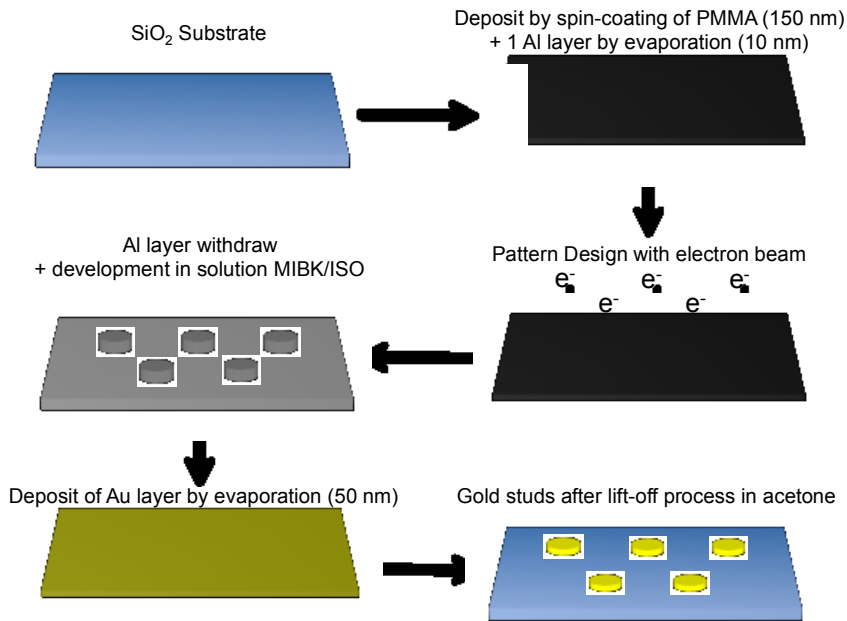 SiO₂ Substrate
Deposit by spin-coating of PMMA (150 nm)
+ 1 Al layer by evaporation (10 nm)
Pattern Design with electron beam
e⁻ e⁻ e⁻
e⁻ e⁻
Al layer withdraw
+ development in solution MIBK/ISO
Deposit of Au layer by evaporation (50 nm)
Gold studs after lift-off process in acetone